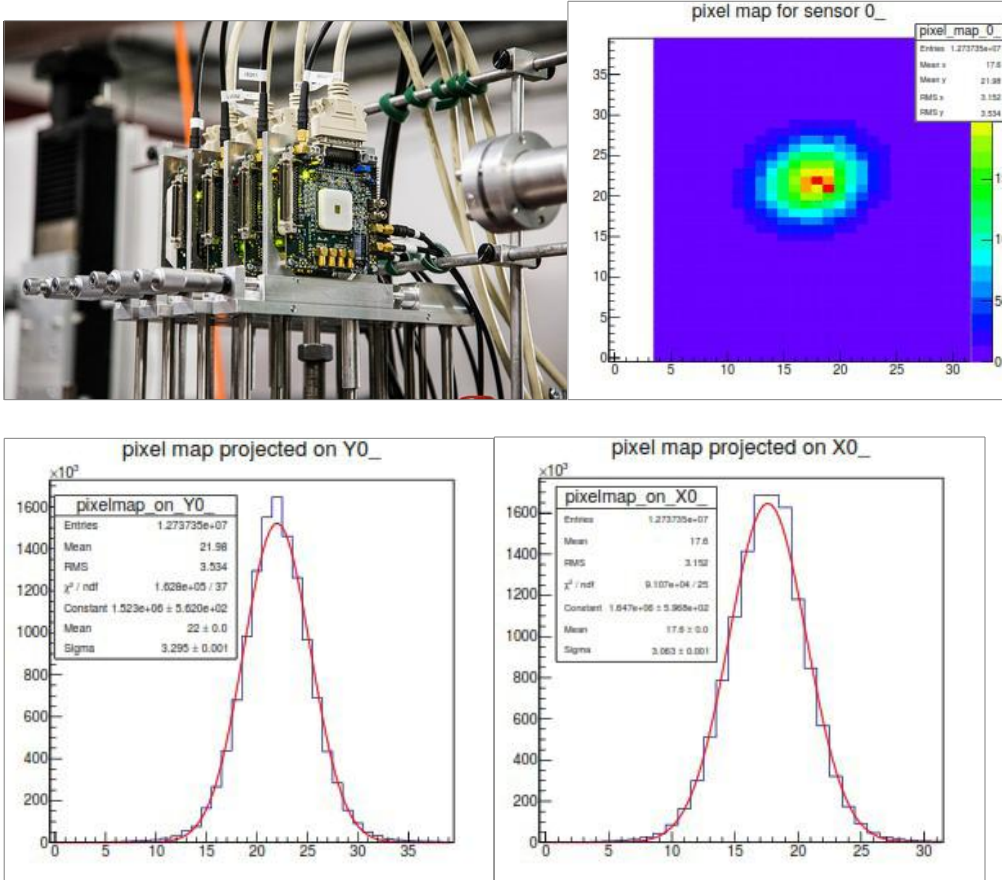 pixel map for sensor 0_
pixel_map_0_
Entries 1.273735e+07
Mean x 17.6
Mean y 21.98
RMS x 3.152
RMS y 3.534
35
30
25
20
15
10
5
0
0 5 10 15 20 25 30
pixel map projected on Y0_
×10³
pixelmap_on_Y0_
Entries 1.273735e+07
Mean 21.98
RMS 3.534
χ² / ndf 1.628e+05 / 37
Constant 1.523e+06 ± 5.620e+02
Mean 22 ± 0.0
Sigma 3.295 ± 0.001
1600
1400
1200
1000
800
600
400
200
0
0 5 10 15 20 25 30 35
pixel map projected on X0_
×10³
pixelmap_on_X0_
Entries 1.273735e+07
Mean 17.6
RMS 3.152
χ² / ndf 9.107e+04 / 25
Constant 1.647e+06 ± 5.968e+02
Mean 17.6 ± 0.0
Sigma 3.063 ± 0.001
1600
1400
1200
1000
800
600
400
200
0
0 5 10 15 20 25 30